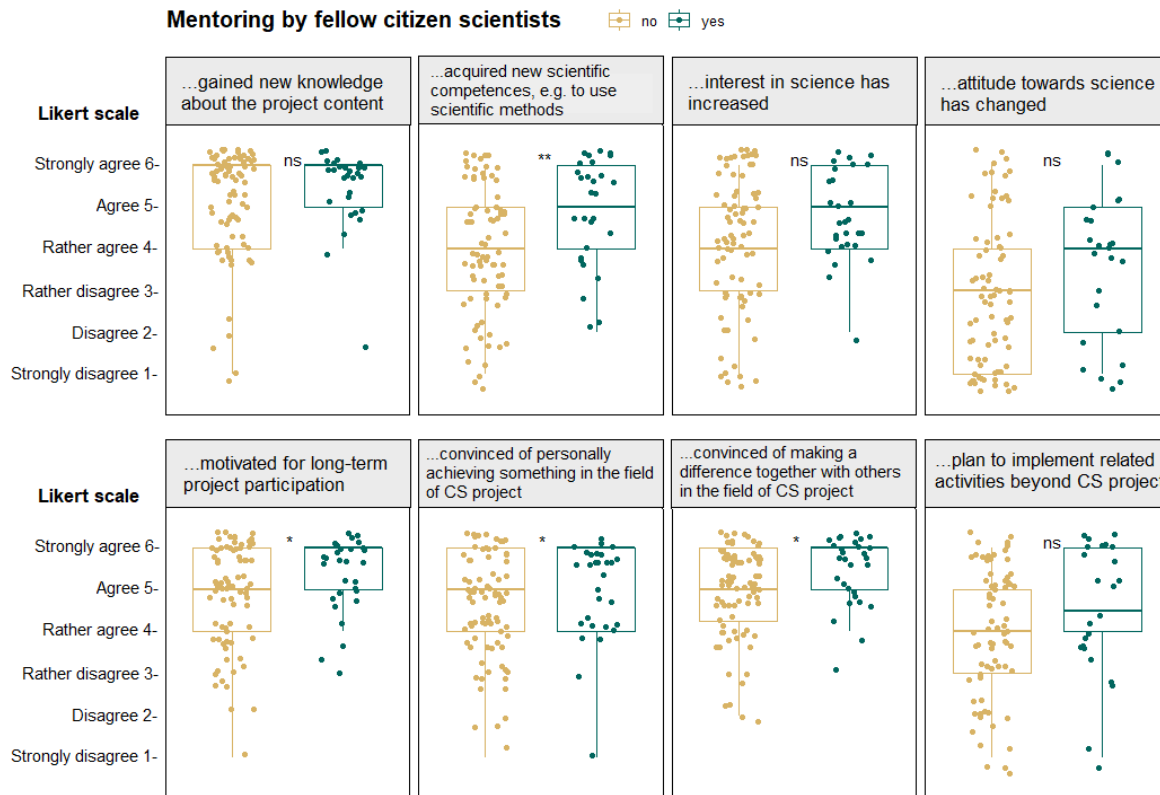 Mentoring by fellow citizen scientists
no yes
...gained new knowledge
about the project content
...acquired new scientific
competences, e.g. to use
scientific methods
...interest in science has
increased
...attitude towards science
has changed
Likert scale
Strongly agree 6-
Agree 5-
Rather agree 4-
Rather disagree 3-
Disagree 2-
Strongly disagree 1-
ns
**
ns
ns
...motivated for long-term
project participation
...convinced of personally
achieving something in the field
of CS project
...convinced of making a
difference together with others
in the field of CS project
...plan to implement related
activities beyond CS project
Likert scale
Strongly agree 6-
Agree 5-
Rather agree 4-
Rather disagree 3-
Disagree 2-
Strongly disagree 1-
*
*
*
ns